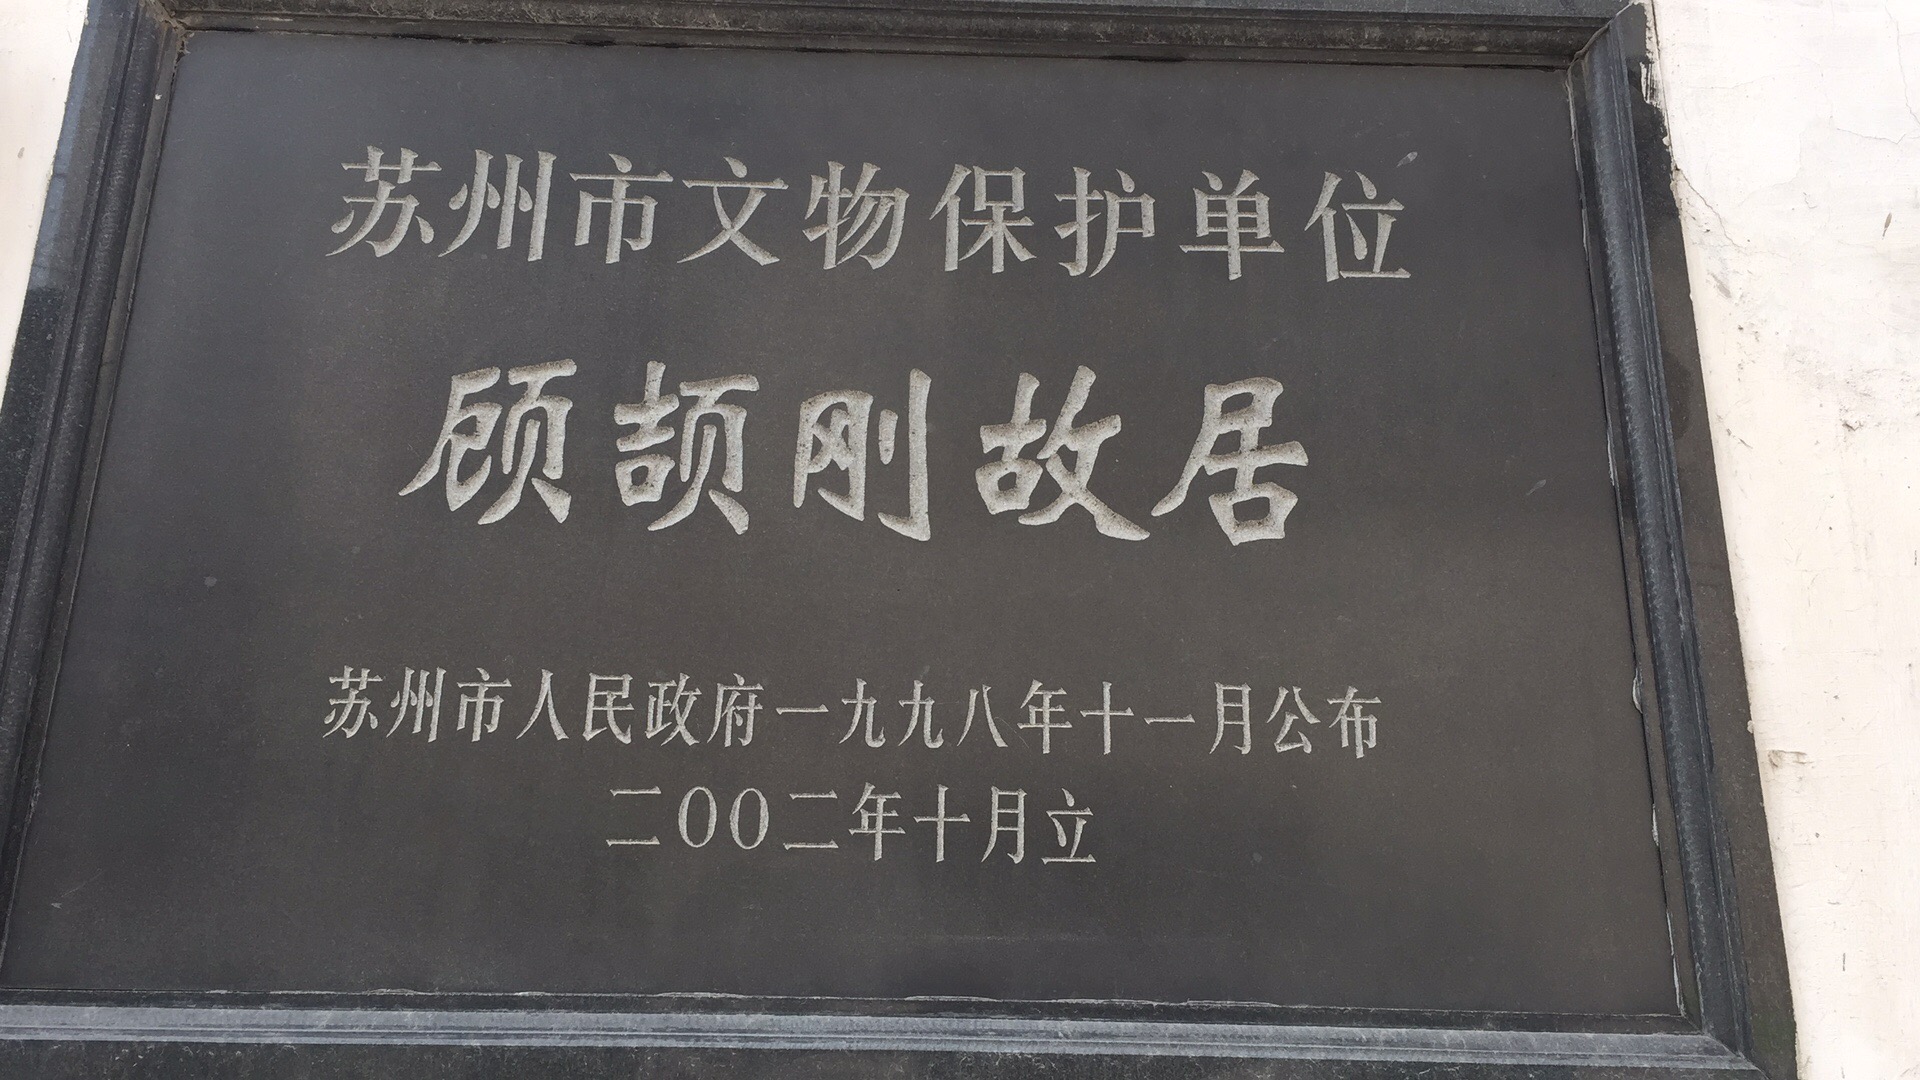 苏州市文物保护单位
顾颉刚故居
苏州市人民政府一九九八年十一月公布
二00二年十月立